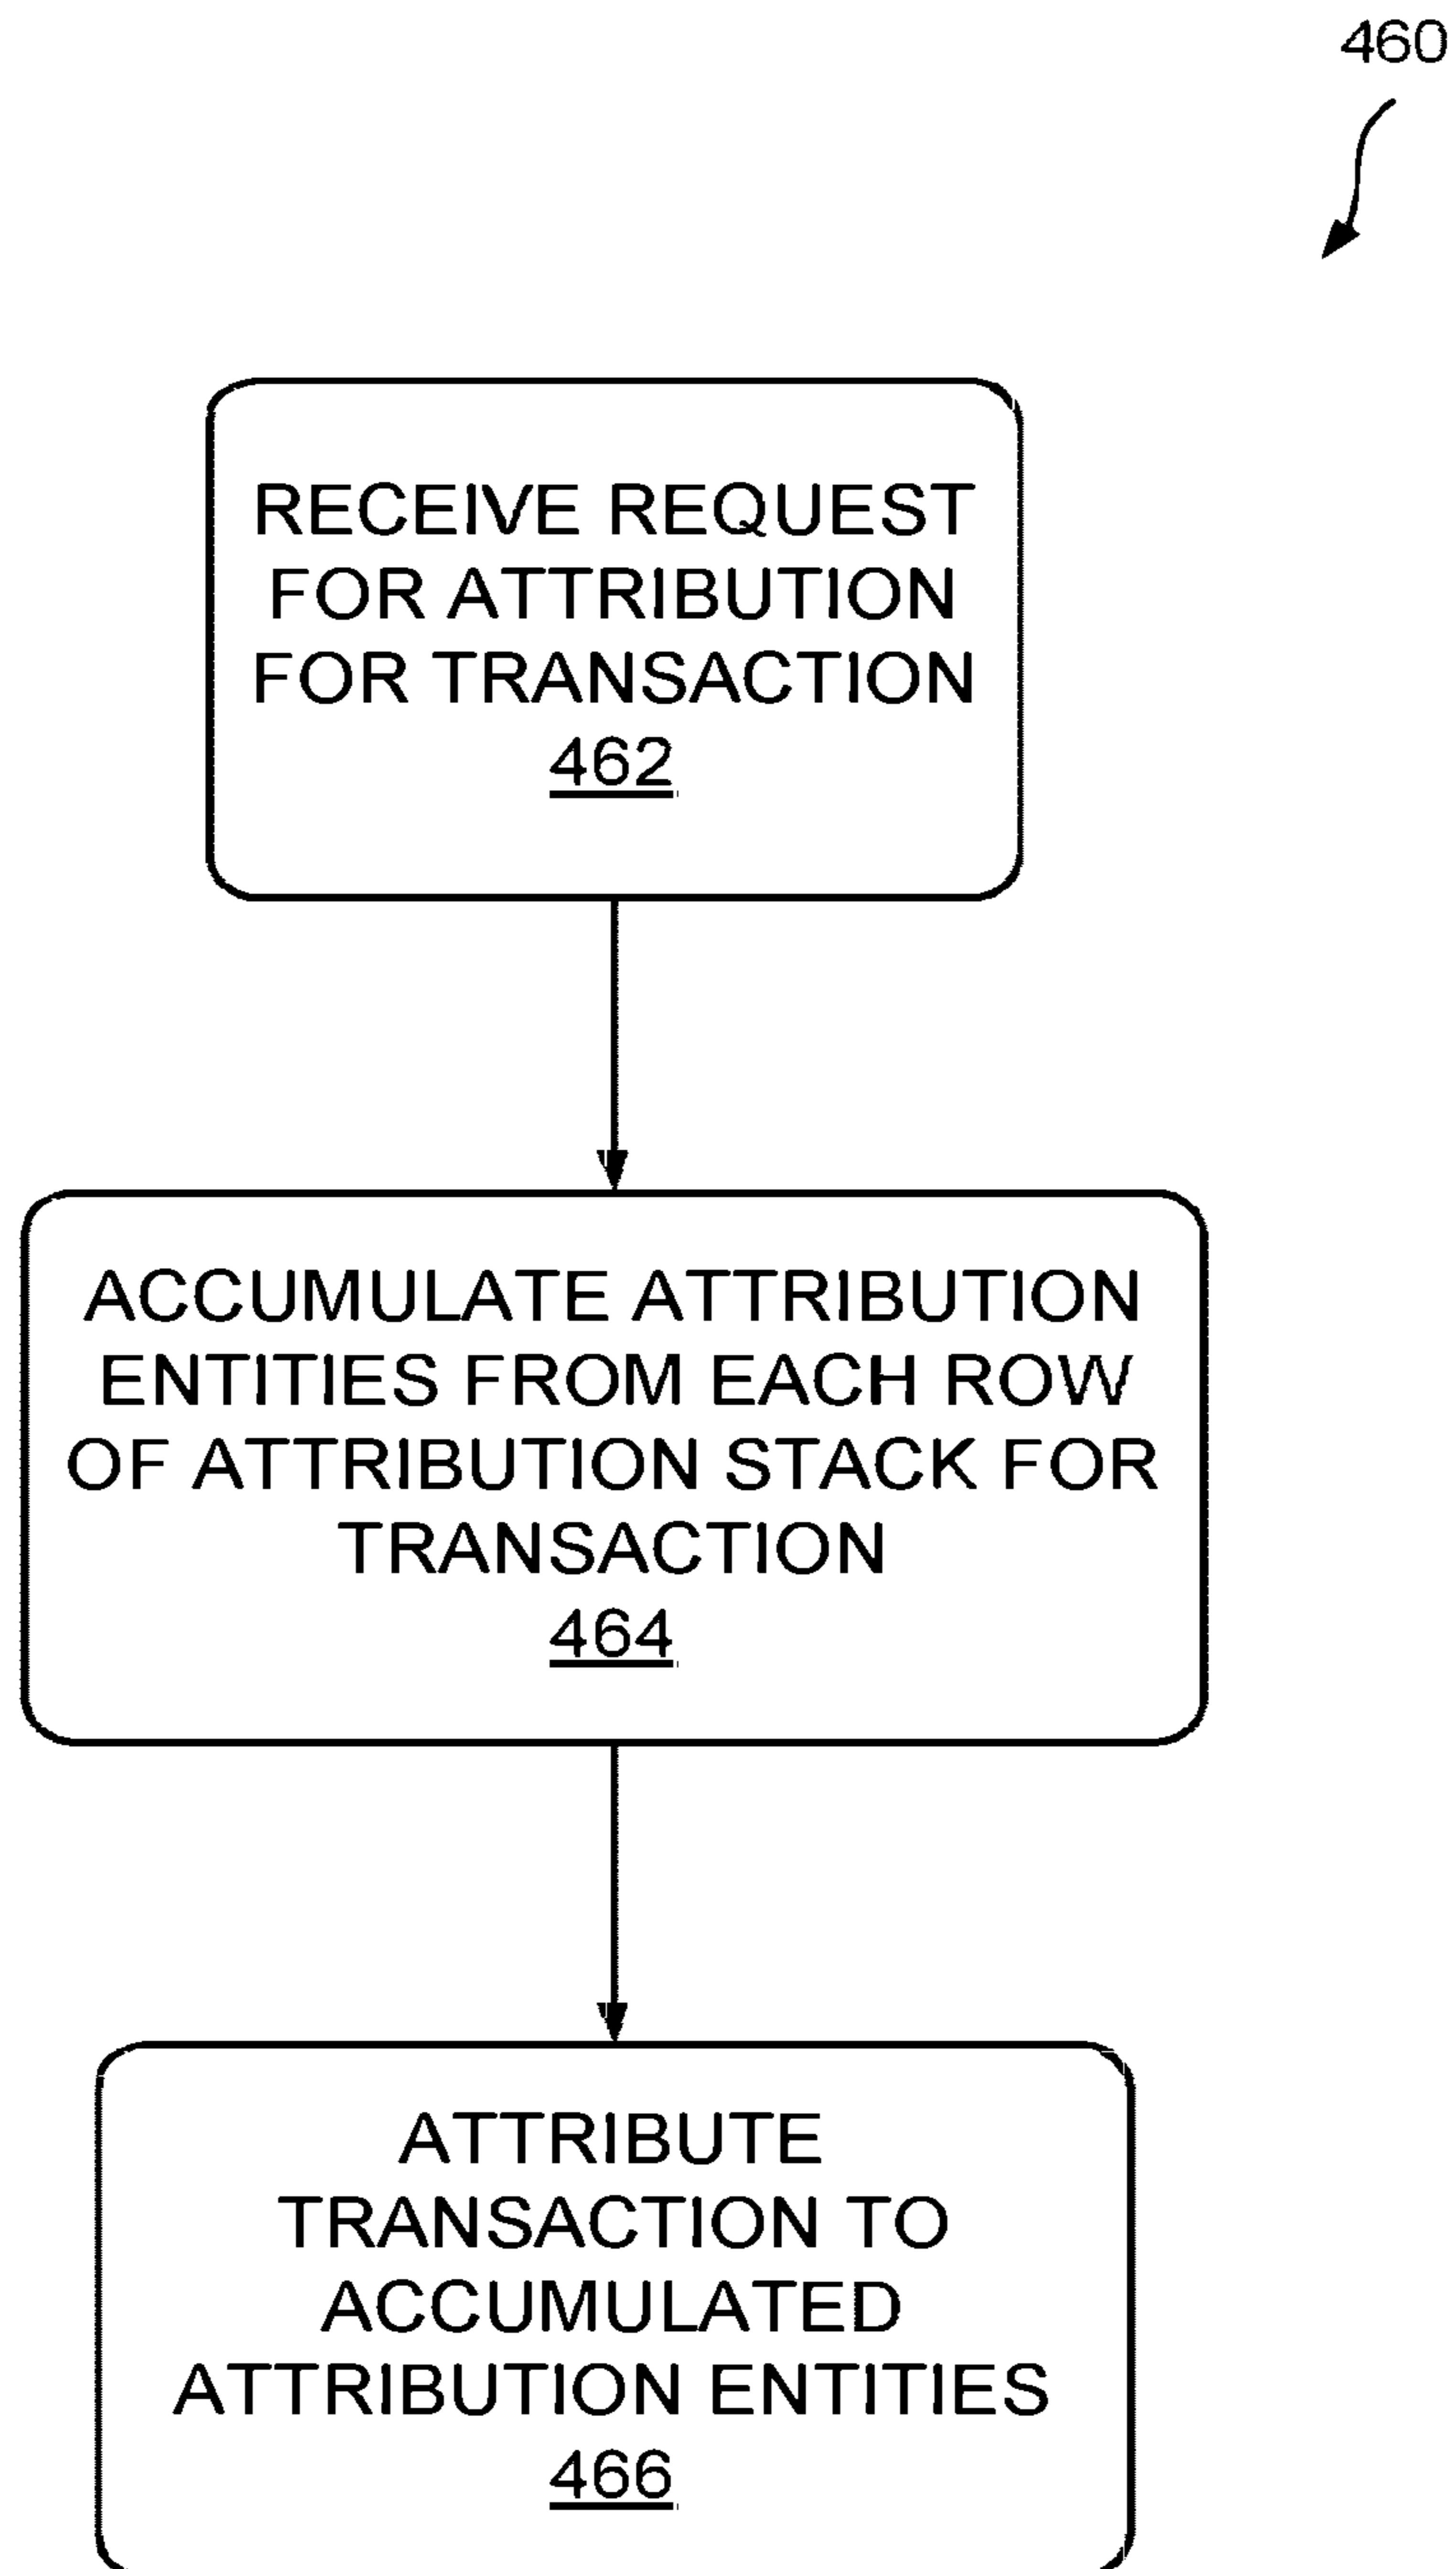 460
RECEIVE REQUEST
FOR ATTRIBUTION
FOR TRANSACTION
462
ACCUMULATE ATTRIBUTION
ENTITIES FROM EACH ROW
OF ATTRIBUTION STACK FOR
TRANSACTION
464
ATTRIBUTE
TRANSACTION TO
ACCUMULATED
ATTRIBUTION ENTITIES
466